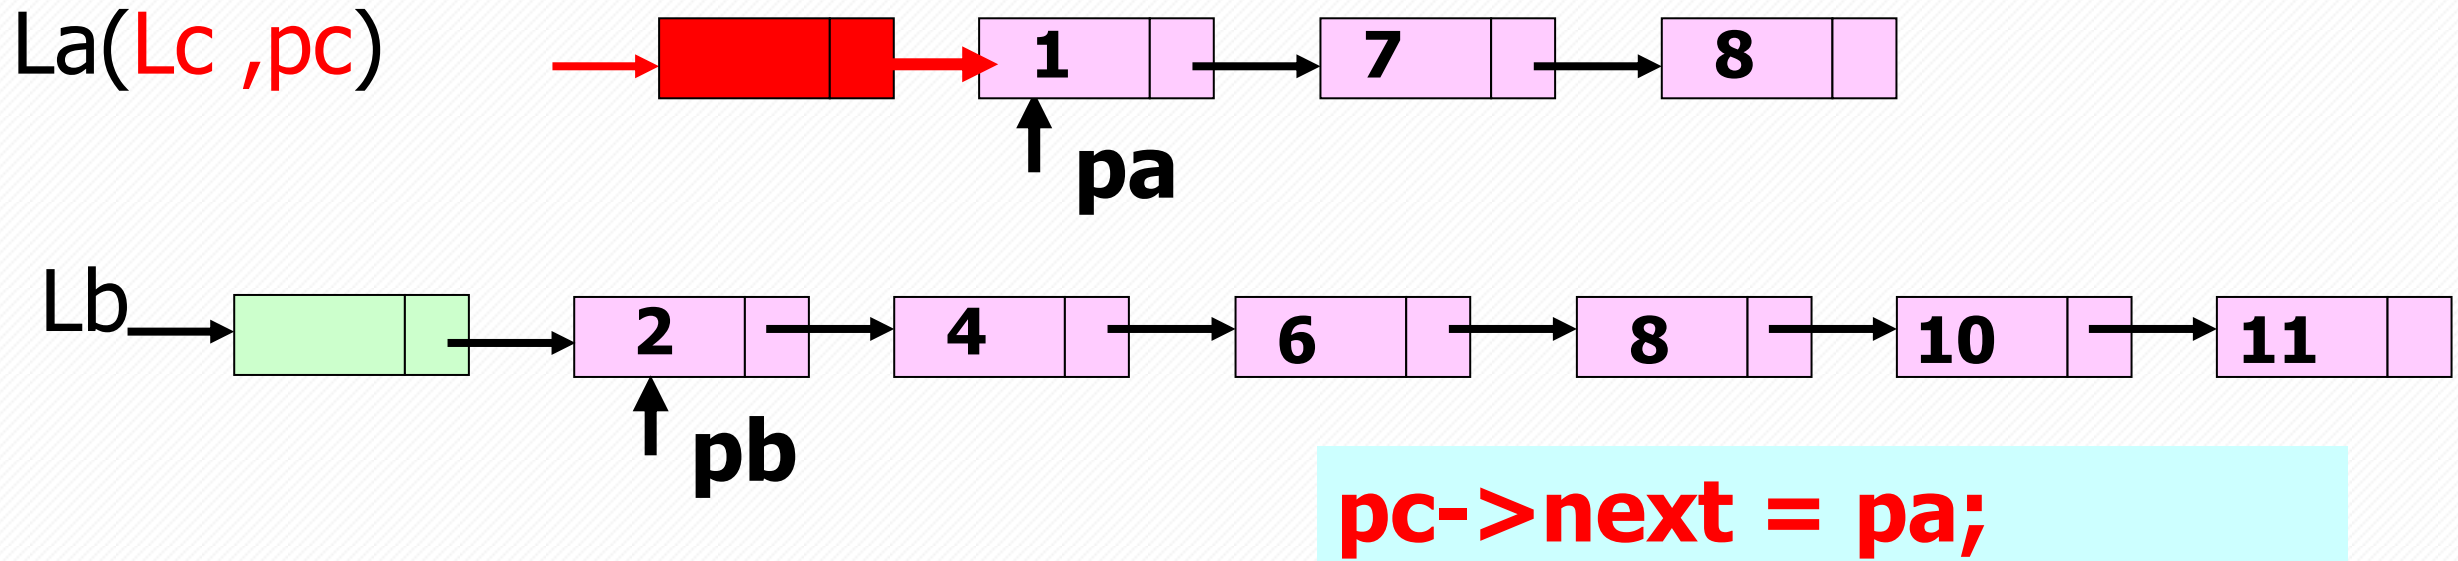 La(Lc ,pc) 1 7 8
pa
Lb 2 4 6 8 10 11
pb
pc->next = pa;